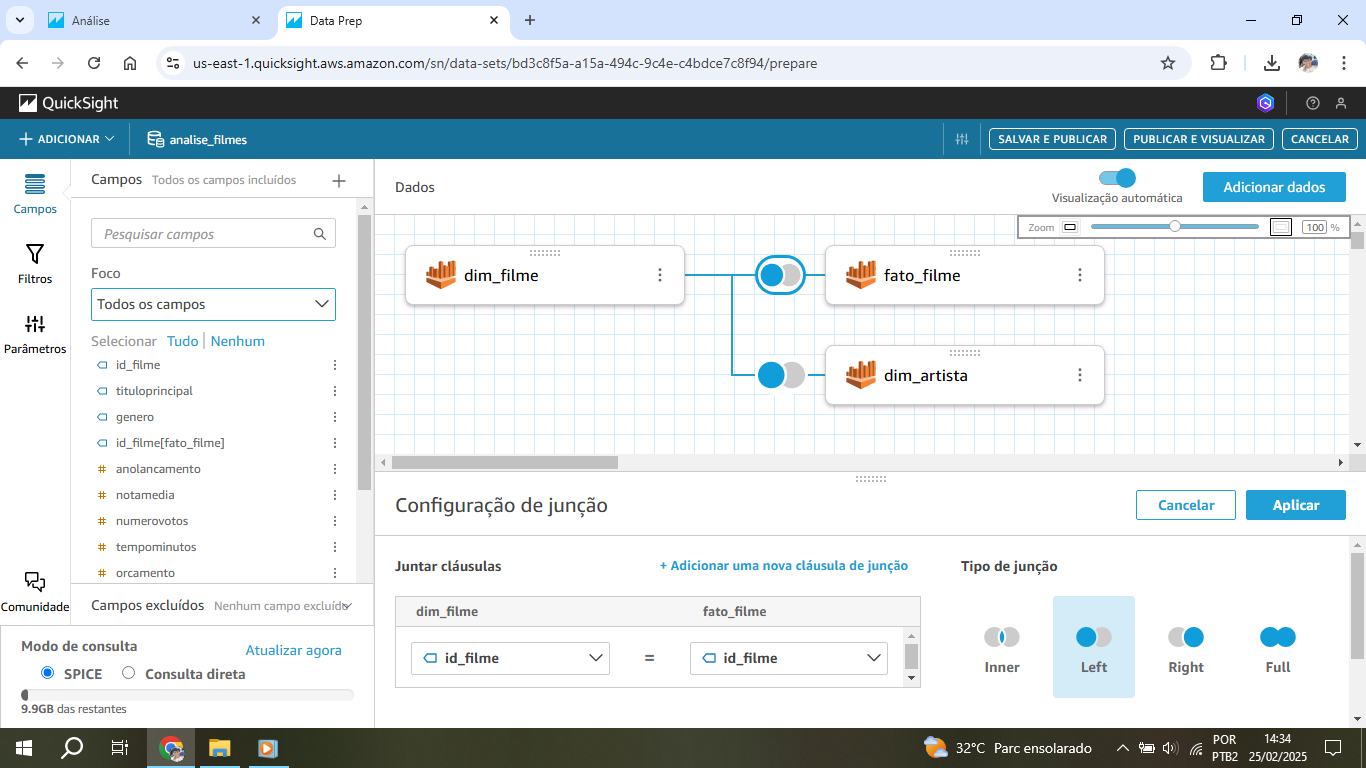 Análise
Data Prep
us-east-1.quicksight.aws.amazon.com/sn/data-sets/bd3c8f5a-a15a-494c-9c4e-c4bdce7c8f94/prepare
QuickSight
ADICIONAR
analise_filmes
SALVAR E PUBLICAR
PUBLICAR E VISUALIZAR
CANCELAR
Campos
Filtros
Parâmetros
Comunidade
Campos Todos os campos incluídos
Pesquisar campos
Foco
Todos os campos
Selecionar Tudo Nenhum
id_filme
tituloprincipal
genero
id_filme[fato_filme]
anolancamento
notamedia
numerovotos
tempominutos
orcamento
Campos excluídos Nenhum campo excluído
Modo de consulta Atualizar agora
SPICE Consulta direta
9.9GB das restantes
Dados
Visualização automática
Adicionar dados
Zoom 100 %
dim_filme
fato_filme
dim_artista
Configuração de junção
Cancelar
Aplicar
Juntar cláusulas
+ Adicionar uma nova cláusula de junção
dim_filme fato_filme
id_filme = id_filme
Tipo de junção
Inner Left Right Full
32°C Parc ensolarado
POR
PTB2
14:34
25/02/2025